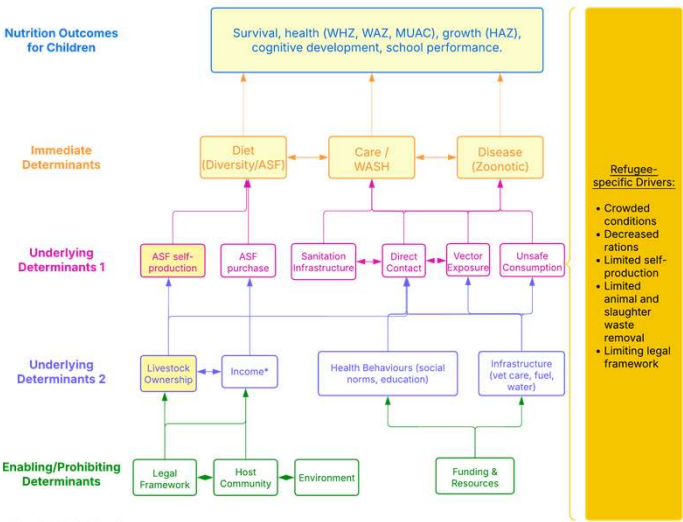 Nutrition Outcomes
for Children
Survival, health (WHZ, WAZ, MUAC), growth (HAZ),
cognitive development, school performance.
Immediate
Determinants
Diet
(Diversity/ASF)
Care /
WASH
Disease
(Zoonotic)
Underlying
Determinants 1
ASF self-
production
ASF
purchase
Sanitation
Infrastructure
Direct
Contact
Vector
Exposure
Unsafe
Consumption
Underlying
Determinants 2
Livestock
Ownership
Income*
Health Behaviours (social
norms, education)
Infrastructure
(vet care, fuel,
water)
Enabling/Prohibiting
Determinants
Legal
Framework
Host
Community
Environment
Funding &
Resources
Refugee-
specific Drivers:
• Crowded
conditions
• Decreased
rations
• Limited self-
production
• Limited
animal and
slaughter
waste
removal
• Limiting legal
framework